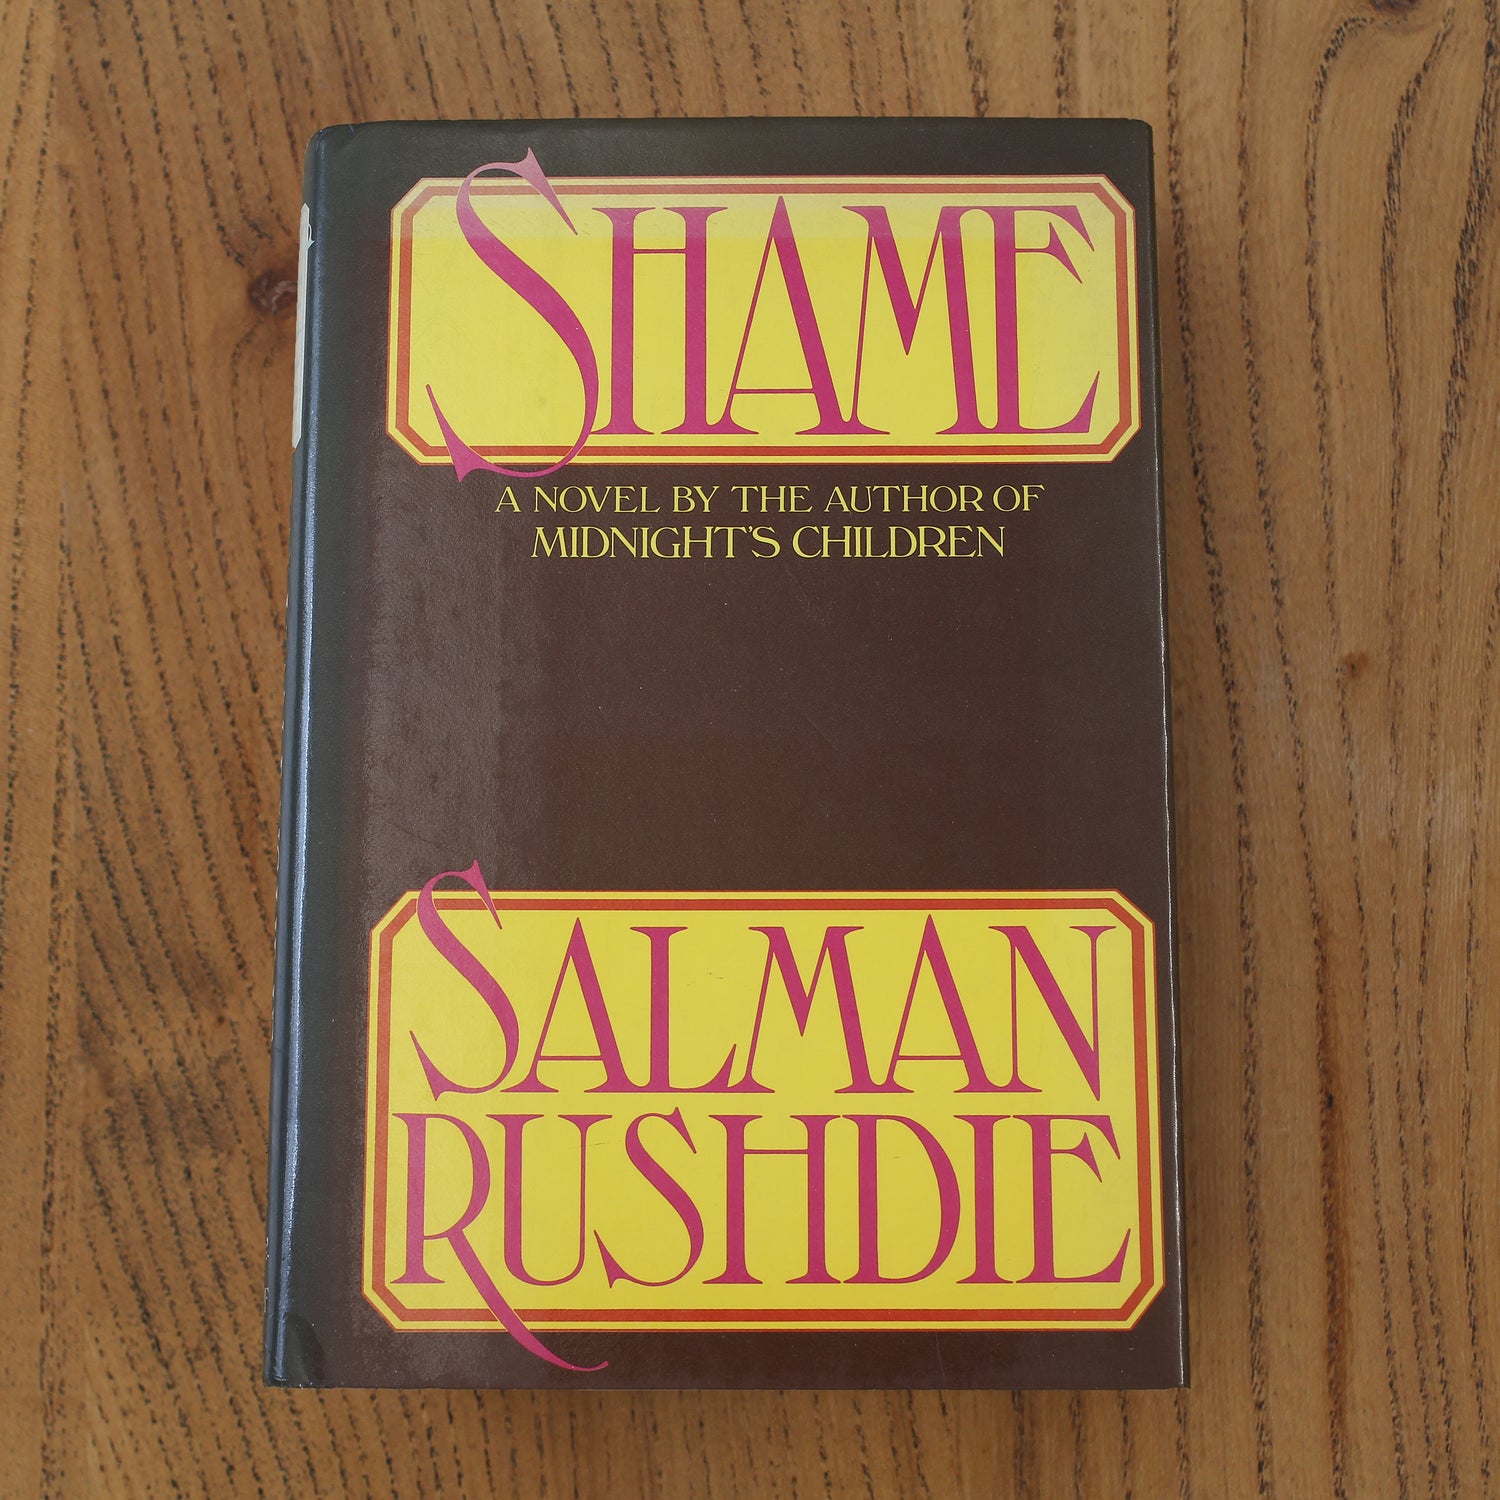 SHAME
A NOVEL BY THE AUTHOR OF
MIDNIGHT'S CHILDREN
SALMAN
RUSHDIE